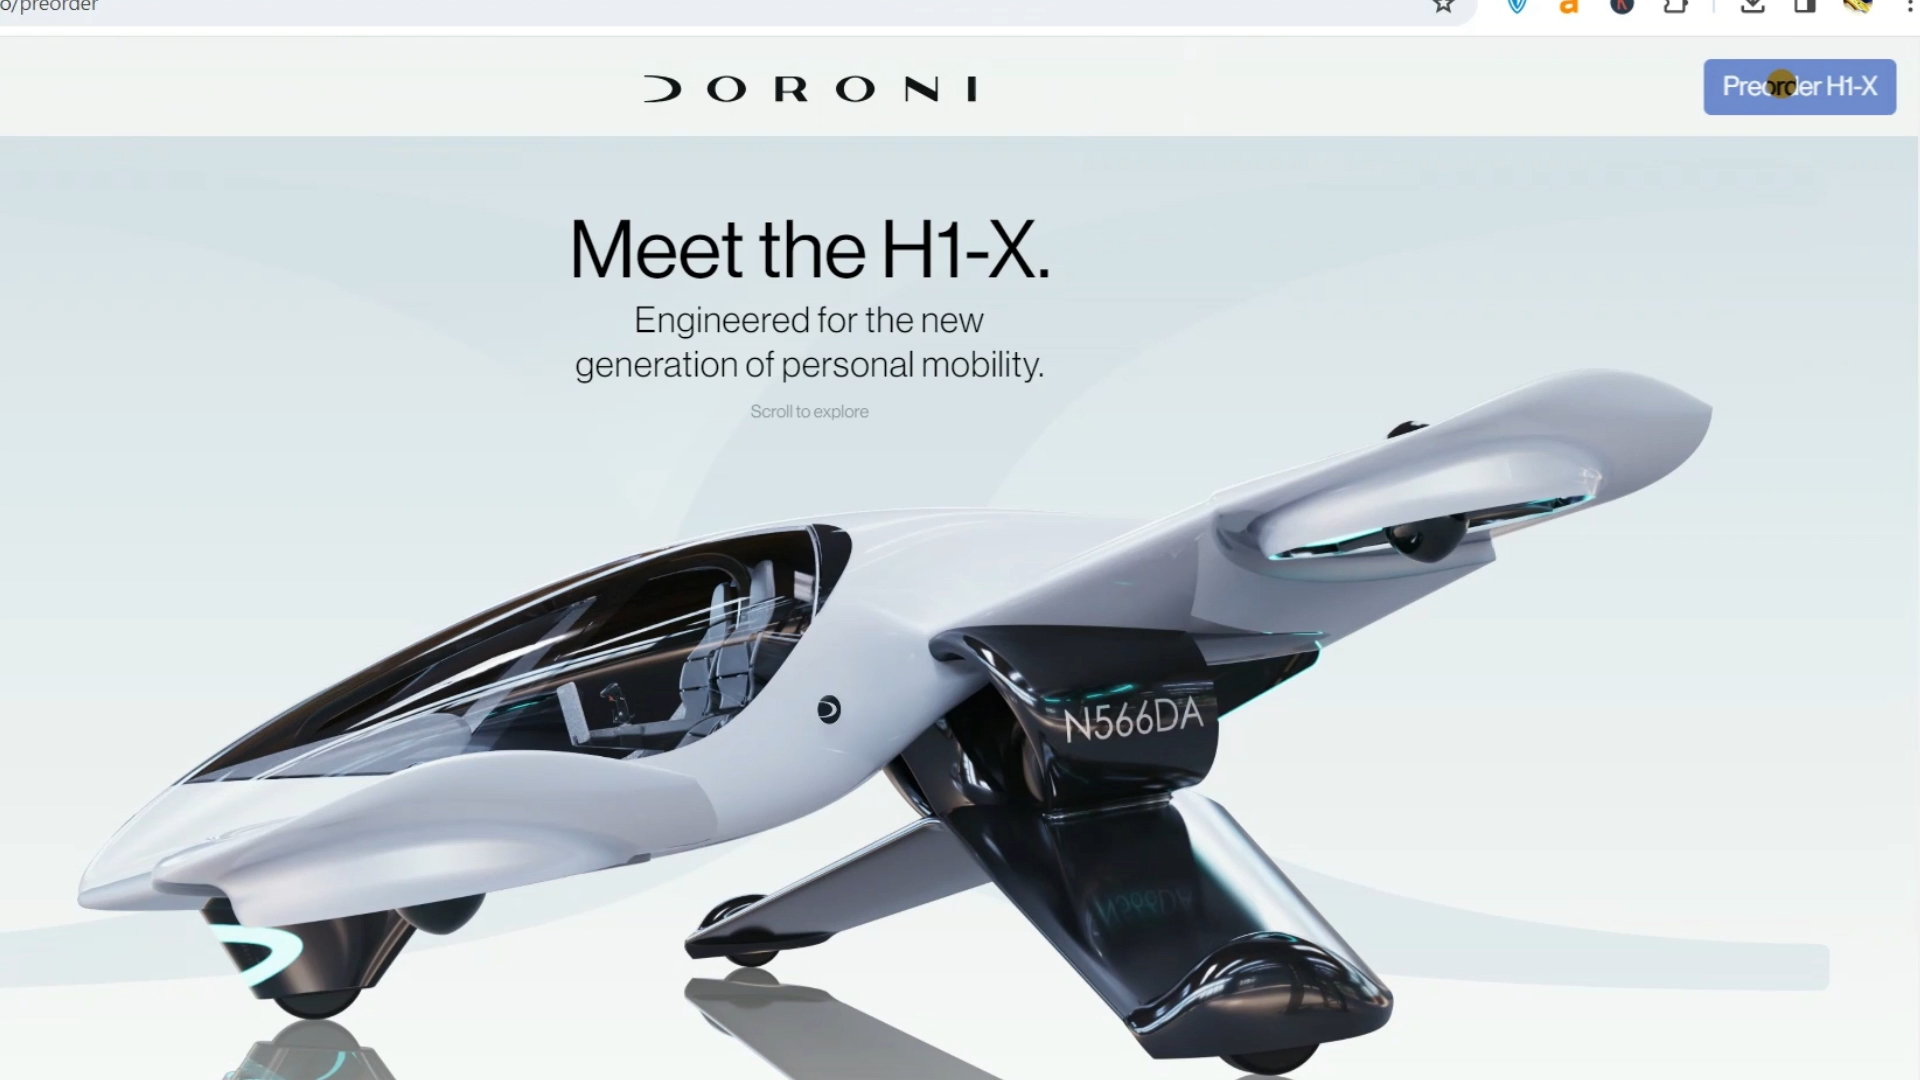 o/preorder
DORONI
Preorder H1-X
Meet the H1-X.
Engineered for the new
generation of personal mobility.
Scroll to explore
N566DA